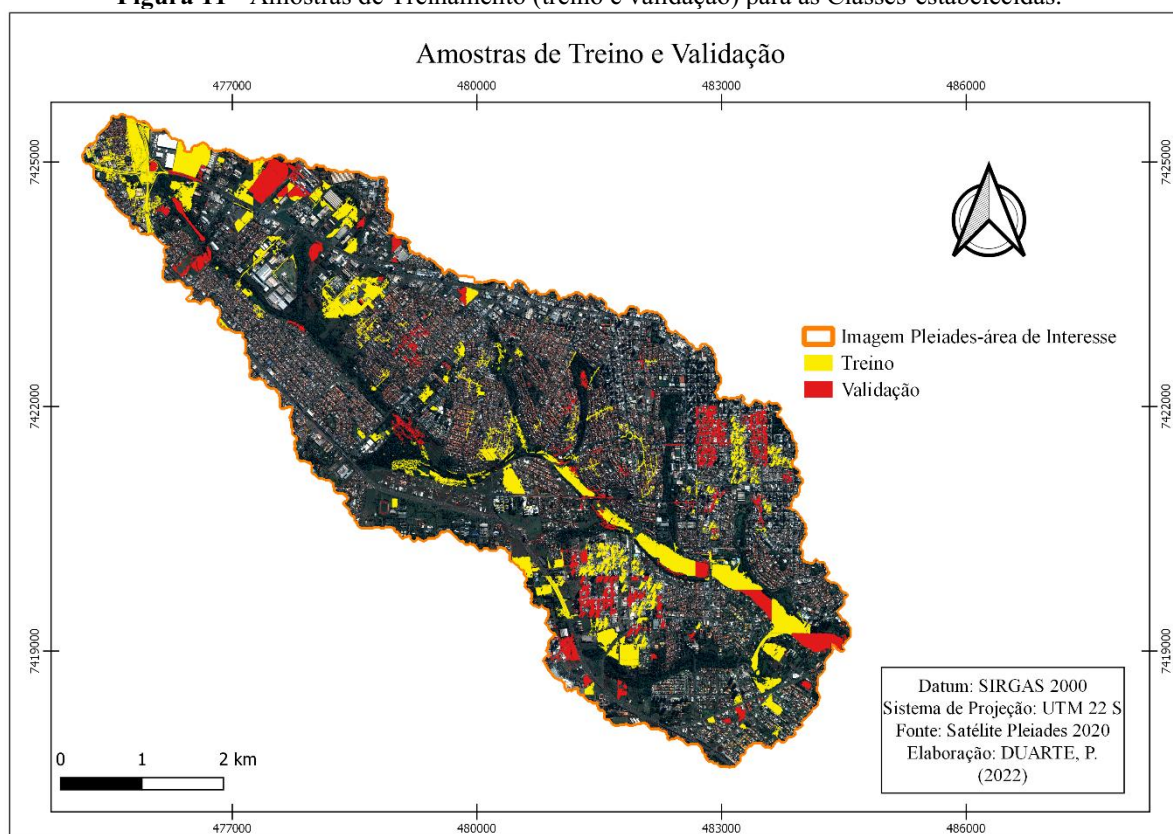 Figura 11 - Amostras de Treinamento (treino e validação) para as Classes estabelecidas.
Amostras de Treino e Validação
477000 480000 483000 486000
7425000 7425000
Imagem Pleiades-área de Interesse
Treino
Validação
7422000 7422000
7419000 7419000
Datum: SIRGAS 2000
Sistema de Projeção: UTM 22 S
Fonte: Satélite Pleiades 2020
Elaboração: DUARTE, P.
(2022)
0 1 2 km
477000 480000 483000 486000